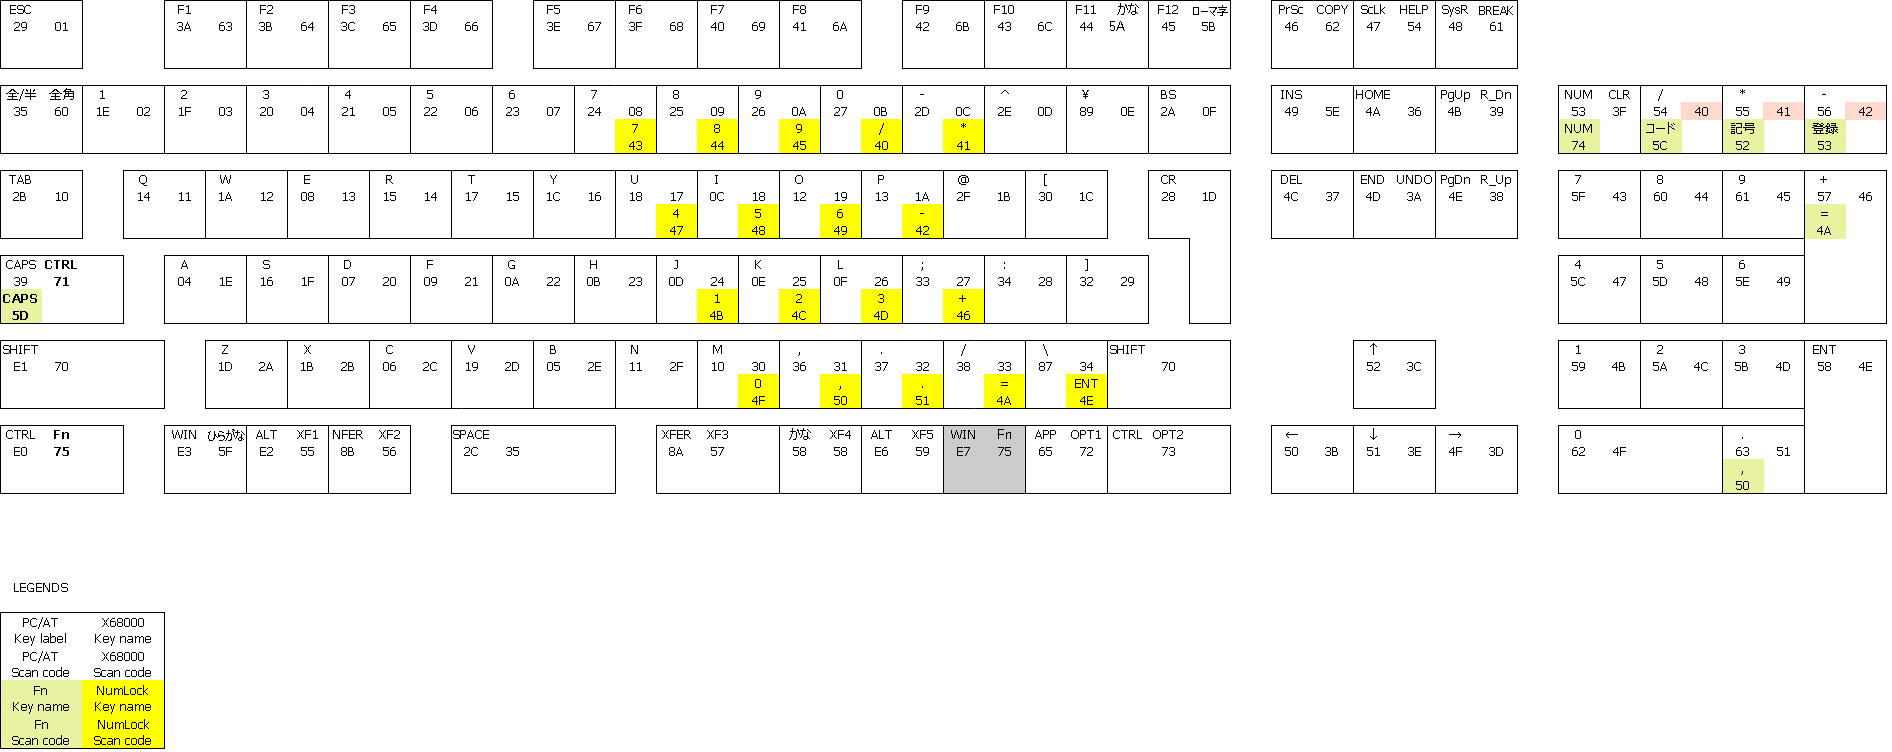 ESC F1 F2 F3 F4 F5 F6 F7 F8 F9 F10 F11 かな F12 ローマ字 PrSc COPY ScLk HELP SysR BREAK
29 01 3A 63 3B 64 3C 65 3D 66 3E 67 3F 68 40 69 41 6A 42 6B 43 6C 44 5A 45 5B 46 62 47 54 48 61
全/半 全角 1 2 3 4 5 6 7 8 9 0 - ^ ¥ BS INS HOME PgUp R_Dn NUM CLR / * -
35 60 1E 02 1F 03 20 04 21 05 22 06 23 07 24 08 25 09 26 0A 27 0B 2D 0C 2E 0D 89 0E 2A 0F 49 5E 4A 36 4B 39 53 3F 54 40 55 41 56 42
7 8 9 / * NUM コード 記号 登録
43 44 45 40 41 74 5C 52 53
TAB Q W E R T Y U I O P @ [ CR DEL END UNDO PgDn R_Up 7 8 9 +
2B 10 14 11 1A 12 08 13 15 14 17 15 1C 16 18 17 0C 18 12 19 13 1A 2F 1B 30 1C 28 1D 4C 37 4D 3A 4E 38 5F 43 60 44 61 45 57 46
4 5 6 - =
47 48 49 42 4A
CAPS CTRL A S D F G H J K L ; : ] 4 5 6
39 71 04 1E 16 1F 07 20 09 21 0A 22 0B 23 0D 24 0E 25 0F 26 33 27 34 28 32 29 5C 47 5D 48 5E 49
CAPS 1 2 3 +
5D 4B 4C 4D 46
SHIFT Z X C V B N M , . / \ SHIFT ↑ 1 2 3 ENT
E1 70 1D 2A 1B 2B 06 2C 19 2D 05 2E 11 2F 10 30 36 31 37 32 38 33 87 34 70 52 3C 59 4B 5A 4C 5B 4D 58 4E
0 , . = ENT
4F 50 51 4A 4E
CTRL Fn WIN ひらがな ALT XF1 NFER XF2 SPACE XFER XF3 かな XF4 ALT XF5 WIN Fn APP OPT1 CTRL OPT2 ← ↓ → 0 .
E0 75 E3 5F E2 55 8B 56 2C 35 8A 57 58 58 E6 59 E7 75 65 72 73 50 3B 51 3E 4F 3D 62 4F 63 51
,
50
LEGENDS
PC/AT X68000
Key label Key name
PC/AT X68000
Scan code Scan code
Fn NumLock
Key name Key name
Fn NumLock
Scan code Scan code